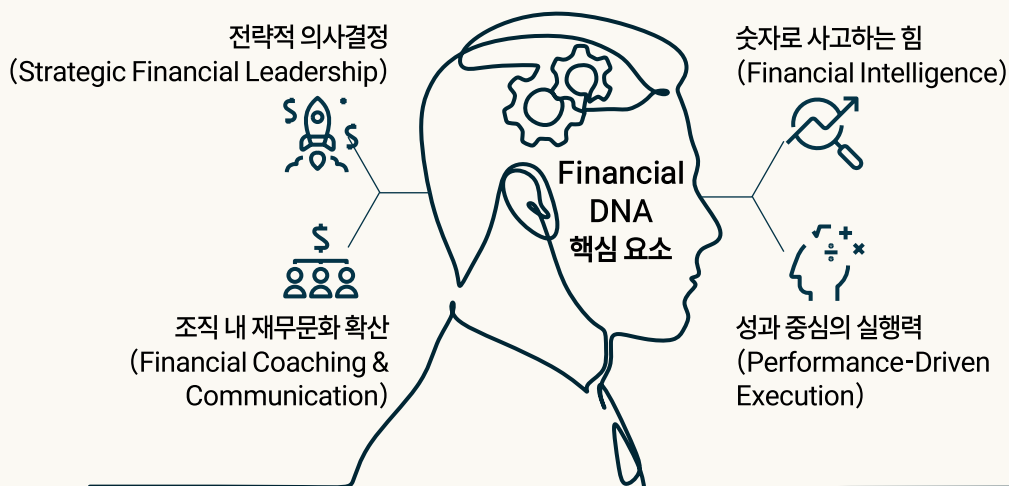 전략적 의사결정
(Strategic Financial Leadership)
숫자로 사고하는 힘
(Financial Intelligence)
Financial
DNA
핵심 요소
조직 내 재무문화 확산
(Financial Coaching &
Communication)
성과 중심의 실행력
(Performance-Driven
Execution)